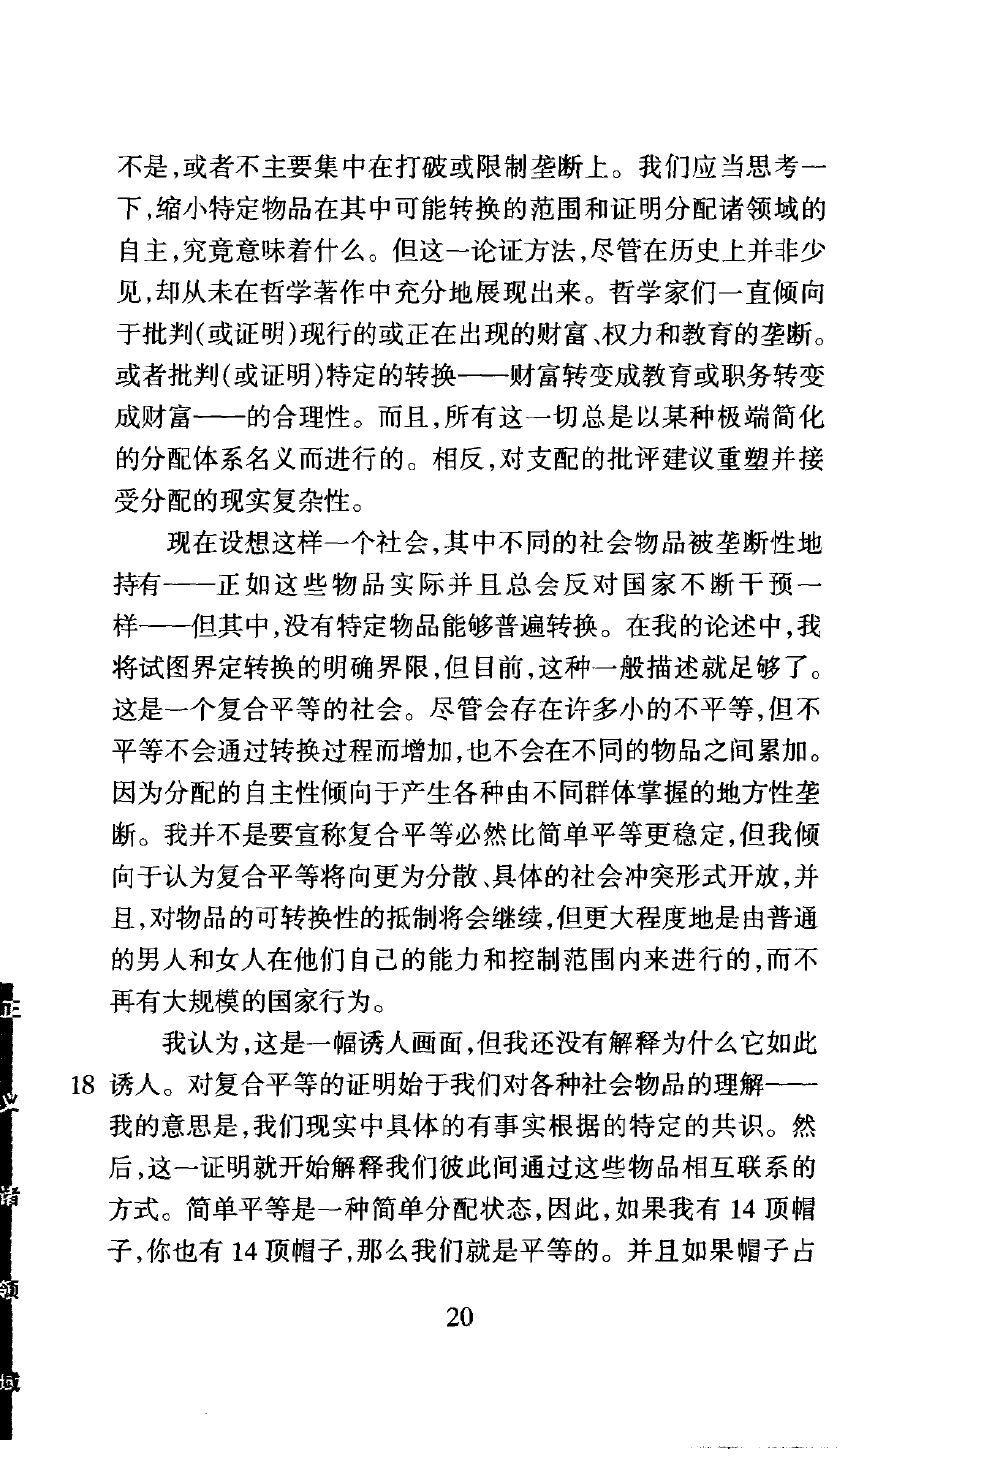 不是,或者不主要集中在打破或限制垄断上。我们应当思考一
下,缩小特定物品在其中可能转换的范围和证明分配诸领域的
自主,究竟意味着什么。但这一论证方法,尽管在历史上并非少
见,却从未在哲学著作中充分地展现出来。哲学家们一直倾向
于批判(或证明)现行的或正在出现的财富、权力和教育的垄断。
或者批判(或证明)特定的转换——财富转变成教育或职务转变
成财富——的合理性。而且,所有这一切总是以某种极端简化
的分配体系名义而进行的。相反,对支配的批评建议重塑并接
受分配的现实复杂性。
现在设想这样一个社会,其中不同的社会物品被垄断性地
持有——正如这些物品实际并且总会反对国家不断干预一
样——但其中,没有特定物品能够普遍转换。在我的论述中,我
将试图界定转换的明确界限,但目前,这种一般描述就足够了。
这是一个复合平等的社会。尽管会存在许多小的不平等,但不
平等不会通过转换过程而增加,也不会在不同的物品之间累加。
因为分配的自主性倾向于产生各种由不同群体掌握的地方性垄
断。我并不是要宣称复合平等必然比简单平等更稳定,但我倾
向于认为复合平等将向更为分散、具体的社会冲突形式开放,并
且,对物品的可转换性的抵制将会继续,但更大程度地是由普通
的男人和女人在他们自己的能力和控制范围内来进行的,而不
再有大规模的国家行为。
我认为,这是一幅诱人画面,但我还没有解释为什么它如此
18 诱人。对复合平等的证明始于我们对各种社会物品的理解——
我的意思是,我们现实中具体的有事实根据的特定的共识。然
后,这一证明就开始解释我们彼此间通过这些物品相互联系的
方式。简单平等是一种简单分配状态,因此,如果我有 14 顶帽
子,你也有 14 顶帽子,那么我们就是平等的。并且如果帽子占
20
正
义
诸
领
域